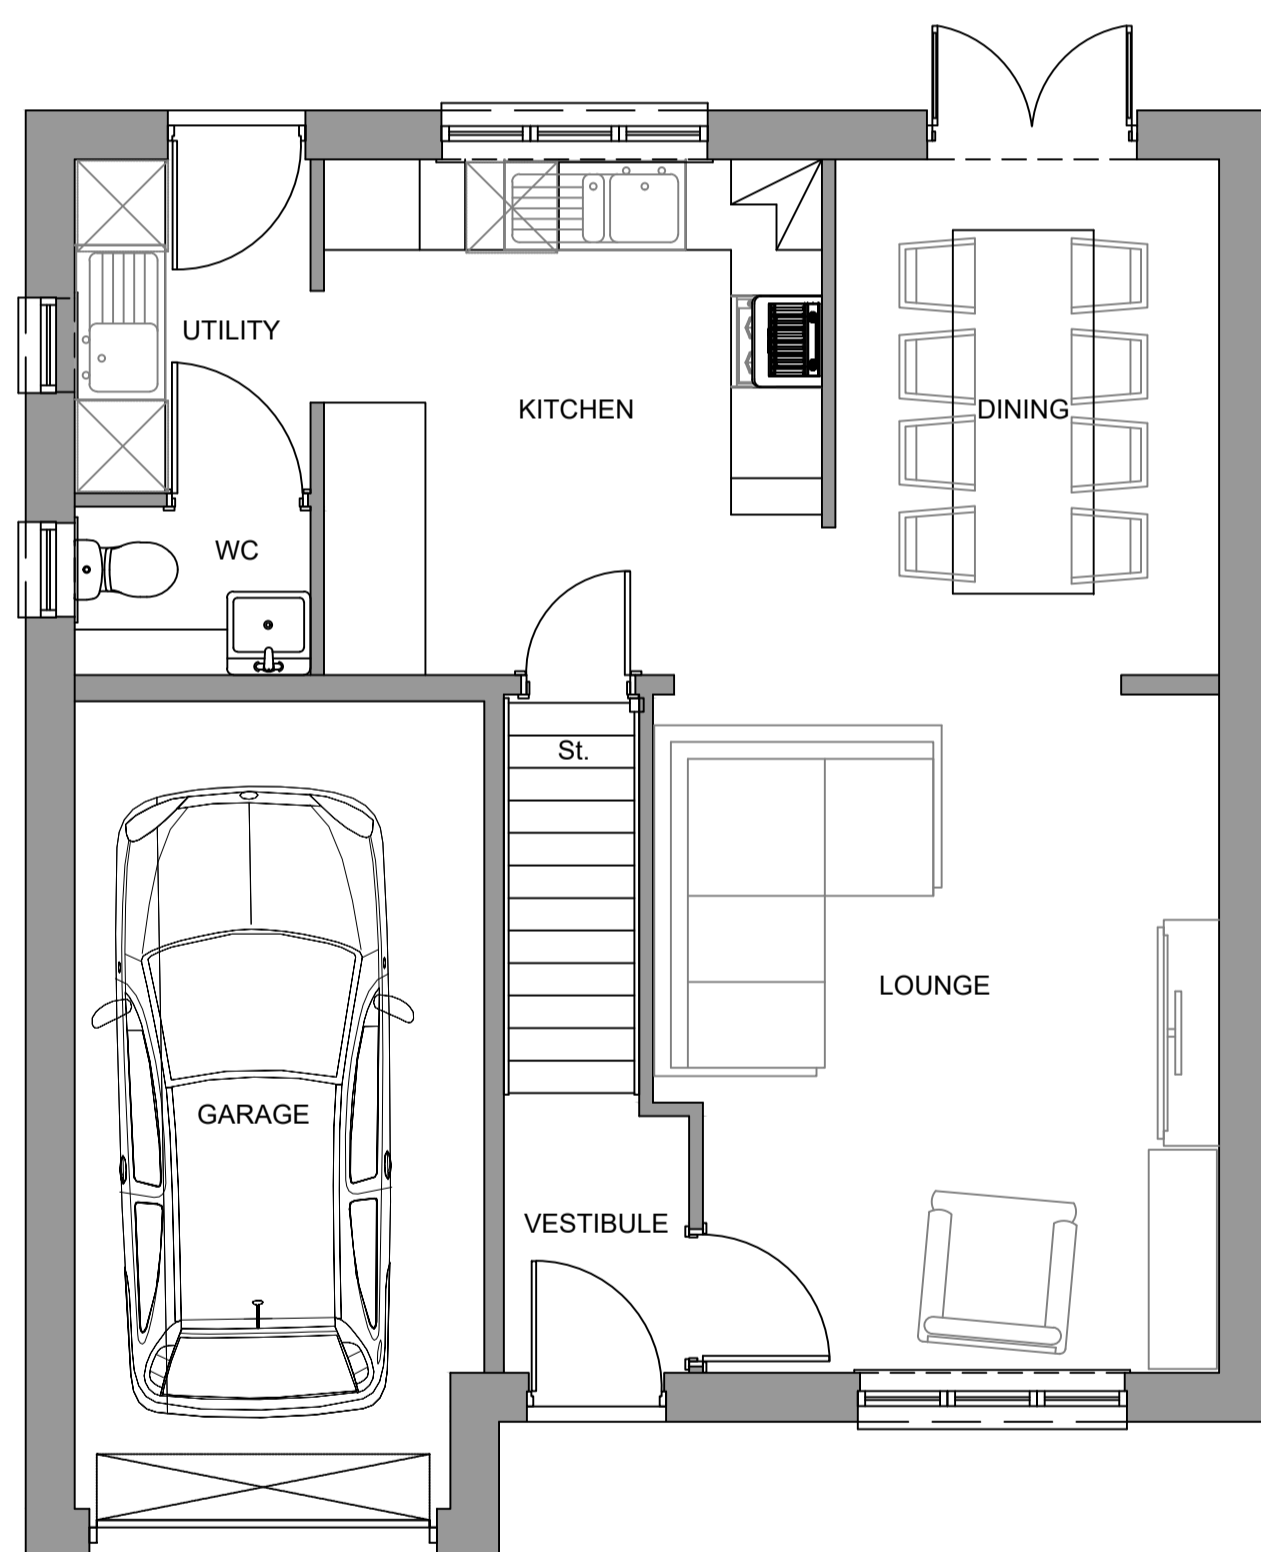 UTILITY
KITCHEN
DINING
WC
St.
LOUNGE
GARAGE
VESTIBULE